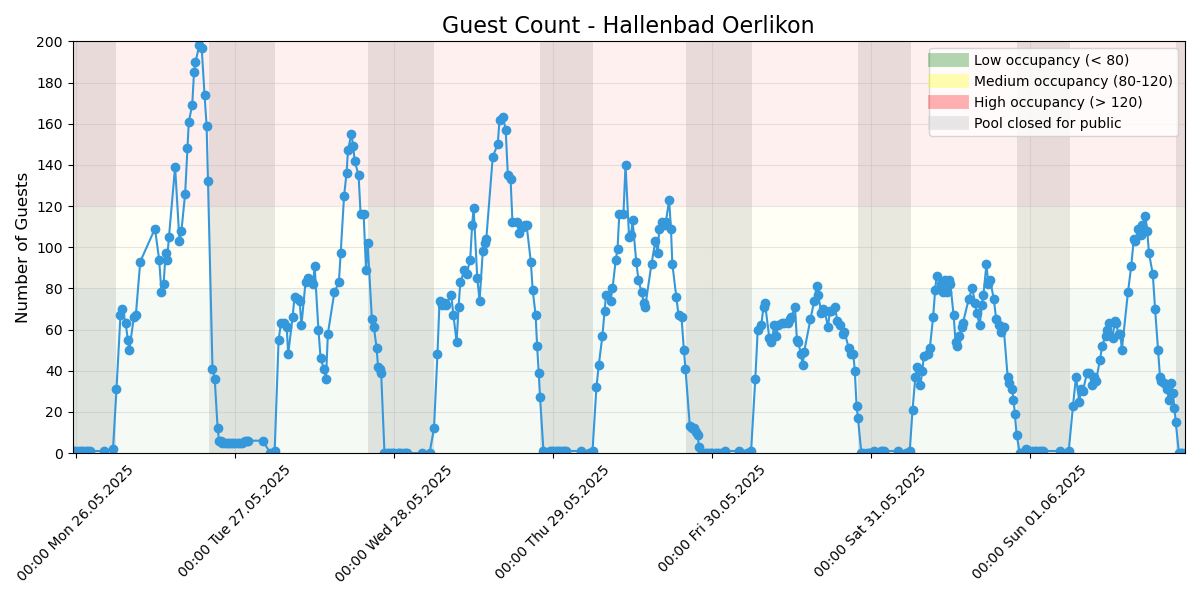 Guest Count - Hallenbad Oerlikon
Number of Guests
200
180
160
140
120
100
80
60
40
20
0
Low occupancy (< 80)
Medium occupancy (80-120)
High occupancy (> 120)
Pool closed for public
00:00 Mon 26.05.2025
00:00 Tue 27.05.2025
00:00 Wed 28.05.2025
00:00 Thu 29.05.2025
00:00 Fri 30.05.2025
00:00 Sat 31.05.2025
00:00 Sun 01.06.2025